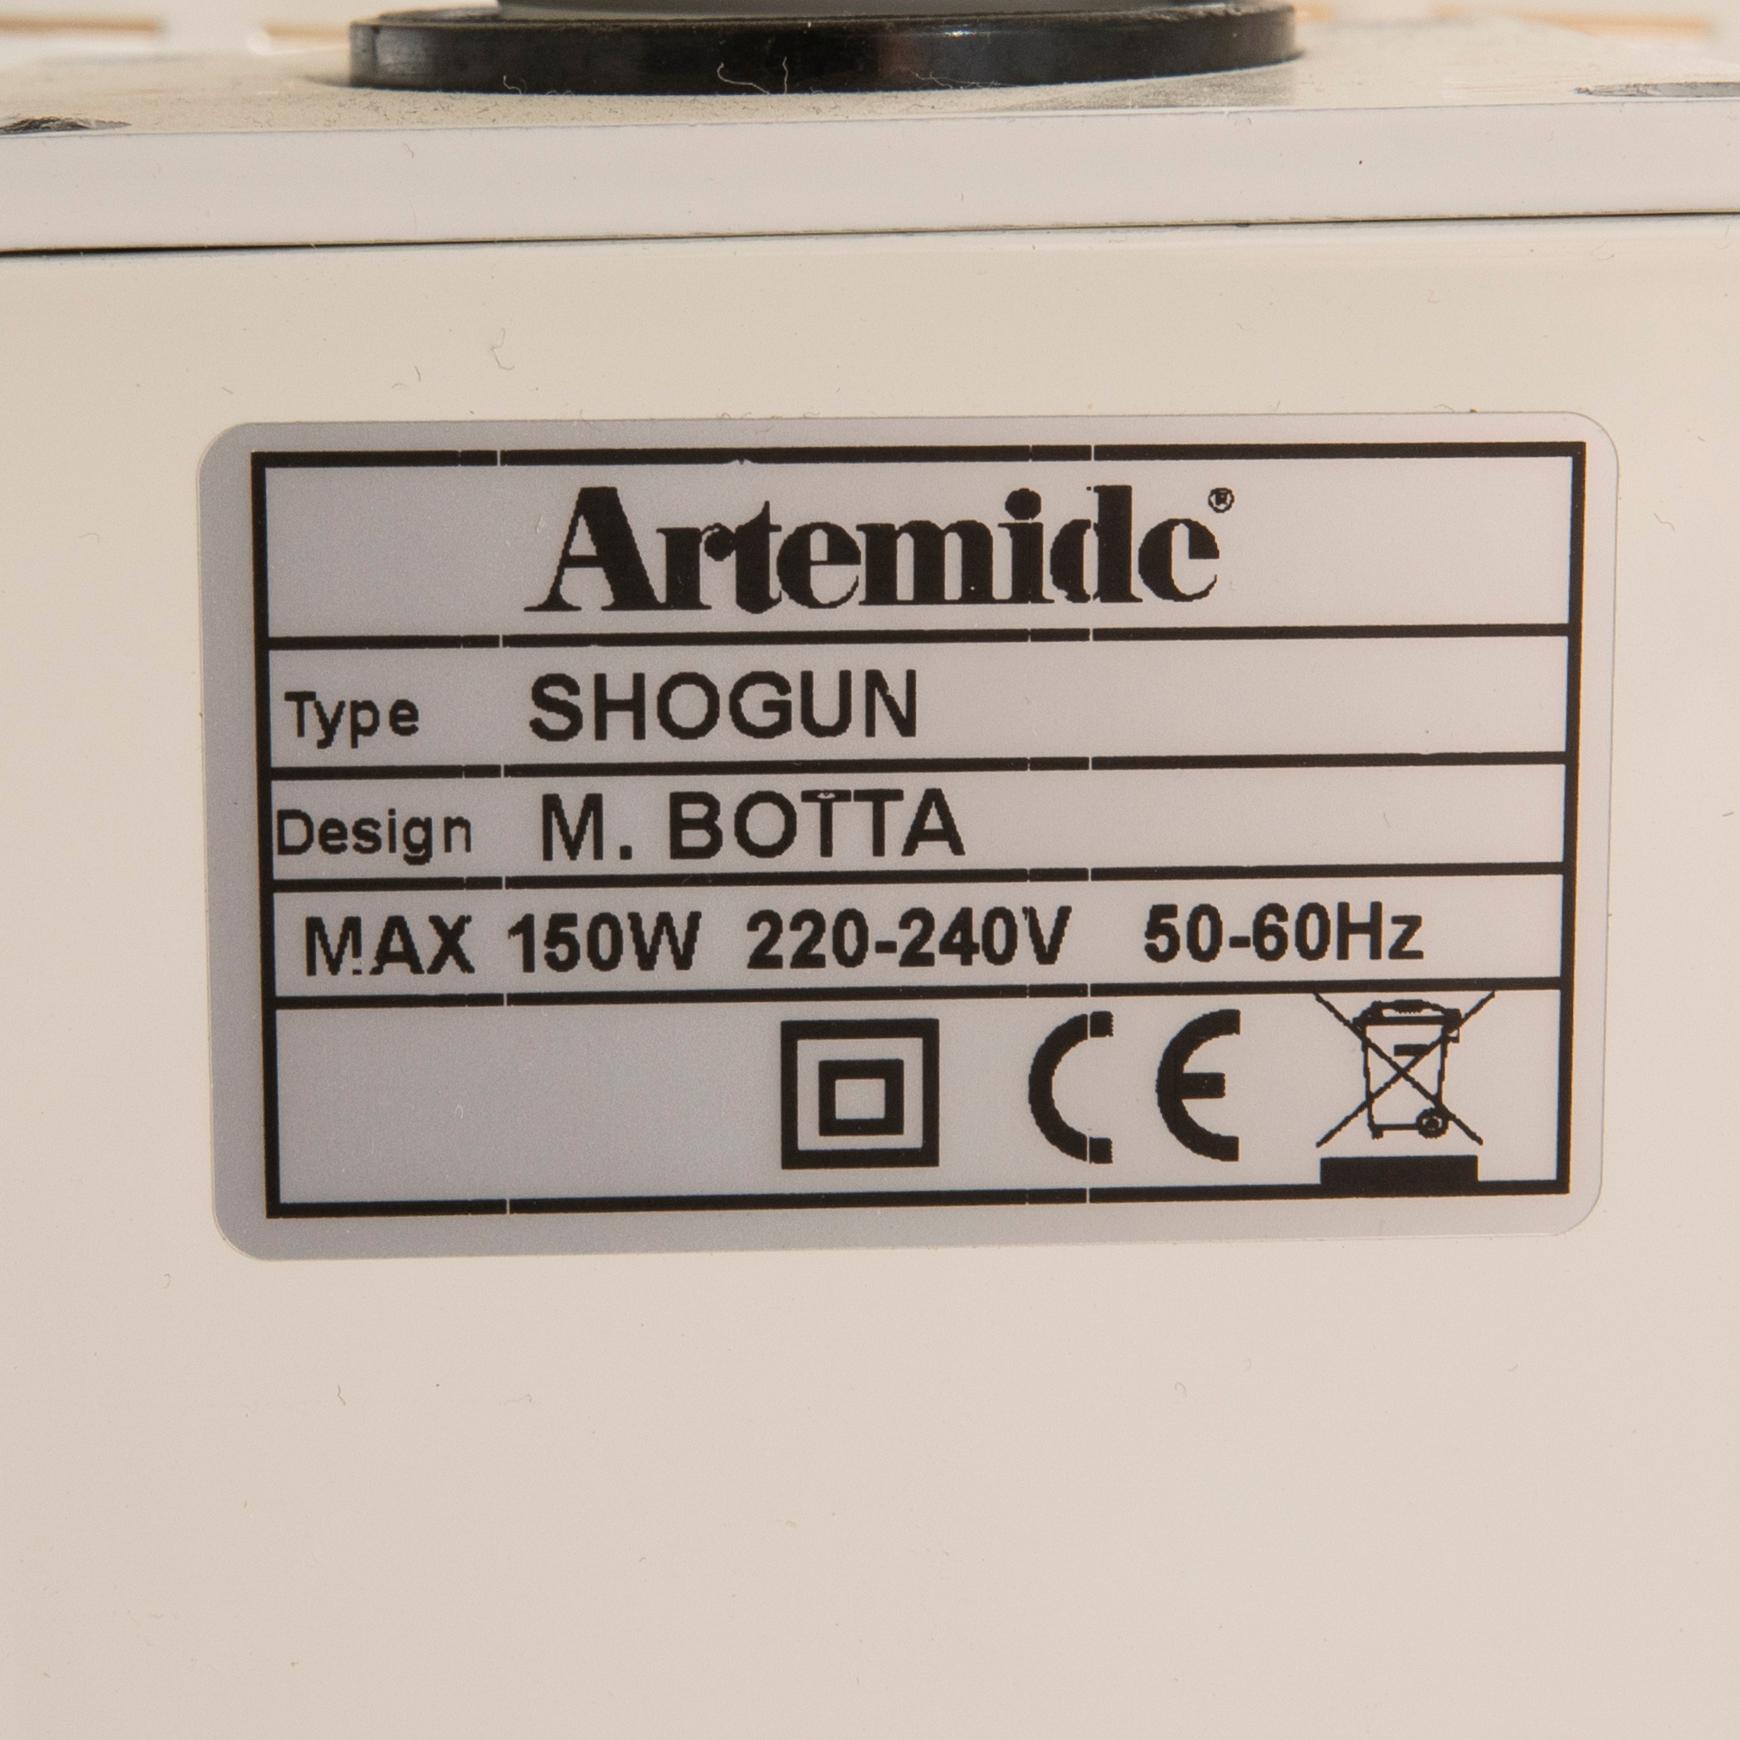 Artemide®
Type SHOGUN
Design M. BOTTA
MAX 150W 220-240V 50-60Hz
CE